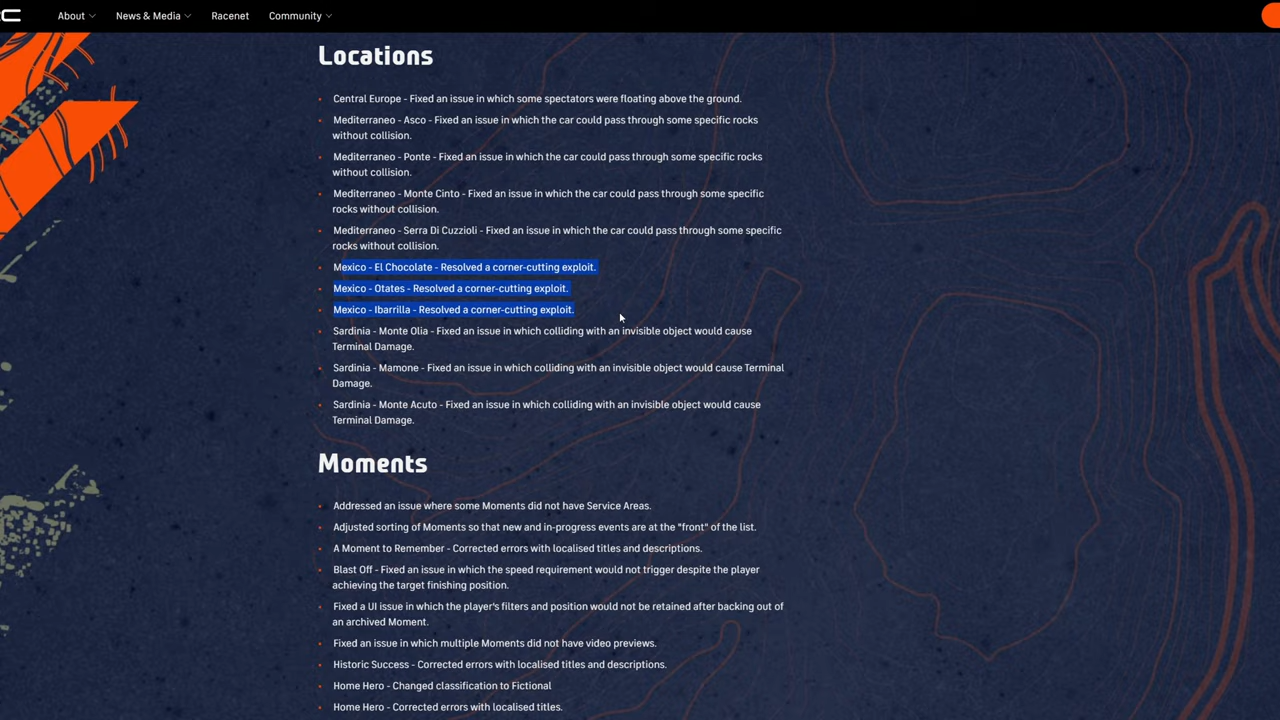 About
News & Media
Racenet
Community
Locations
Central Europe - Fixed an issue in which some spectators were floating above the ground.
Mediterraneo - Asco - Fixed an issue in which the car could pass through some specific rocks
without collision.
Mediterraneo - Ponte - Fixed an issue in which the car could pass through some specific rocks
without collision.
Mediterraneo - Monte Cinto - Fixed an issue in which the car could pass through some specific
rocks without collision.
Mediterraneo - Serra Di Cuzzioli - Fixed an issue in which the car could pass through some specific
rocks without collision.
Mexico - El Chocolate - Resolved a corner-cutting exploit.
Mexico - Otates - Resolved a corner-cutting exploit.
Mexico - Ibarrilla - Resolved a corner-cutting exploit.
Sardinia - Monte Olia - Fixed an issue in which colliding with an invisible object would cause
Terminal Damage.
Sardinia - Mamone - Fixed an issue in which colliding with an invisible object would cause Terminal
Damage.
Sardinia - Monte Acuto - Fixed an issue in which colliding with an invisible object would cause
Terminal Damage.
Moments
Addressed an issue where some Moments did not have Service Areas.
Adjusted sorting of Moments so that new and in-progress events are at the "front" of the list.
A Moment to Remember - Corrected errors with localised titles and descriptions.
Blast Off - Fixed an issue in which the speed requirement would not trigger despite the player
achieving the target finishing position.
Fixed a UI issue in which the player's filters and position would not be retained after backing out of
an archived Moment.
Fixed an issue in which multiple Moments did not have video previews.
Historic Success - Corrected errors with localised titles and descriptions.
Home Hero - Changed classification to Fictional
Home Hero - Corrected errors with localised titles.